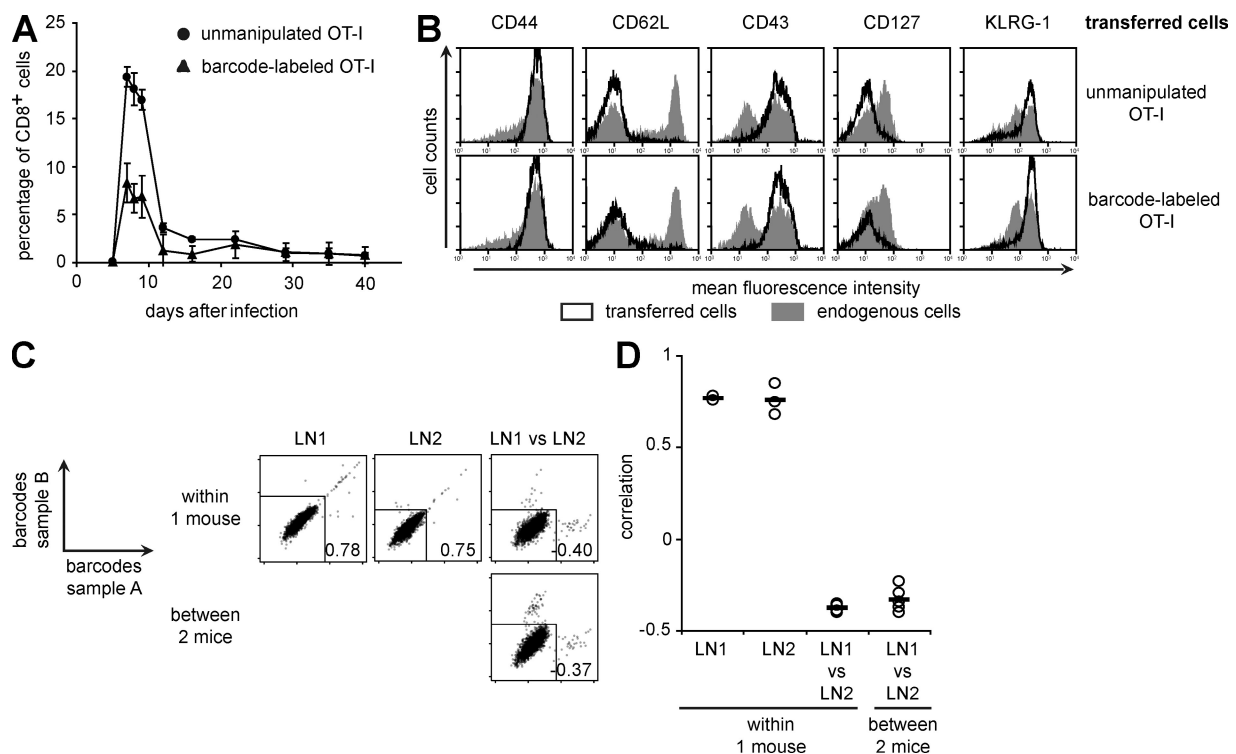 A
25
20
15
10
5
0
percentage of CD8+ cells
unmanipulated OT-I
barcode-labeled OT-I
0
10
20
30
40
days after infection
B
CD44
CD62L
CD43
CD127
KLRG-1
transferred cells
unmanipulated
OT-I
barcode-labeled
OT-I
cell counts
mean fluorescence intensity
transferred cells
endogenous cells
C
LN1
LN2
LN1 vs LN2
barcodes
sample B
barcodes
sample A
within
1 mouse
0.78
0.75
-0.40
between
2 mice
-0.37
D
1
0.5
0
-0.5
correlation
LN1
LN2
LN1
vs
LN2
LN1
vs
LN2
within
1 mouse
between
2 mice